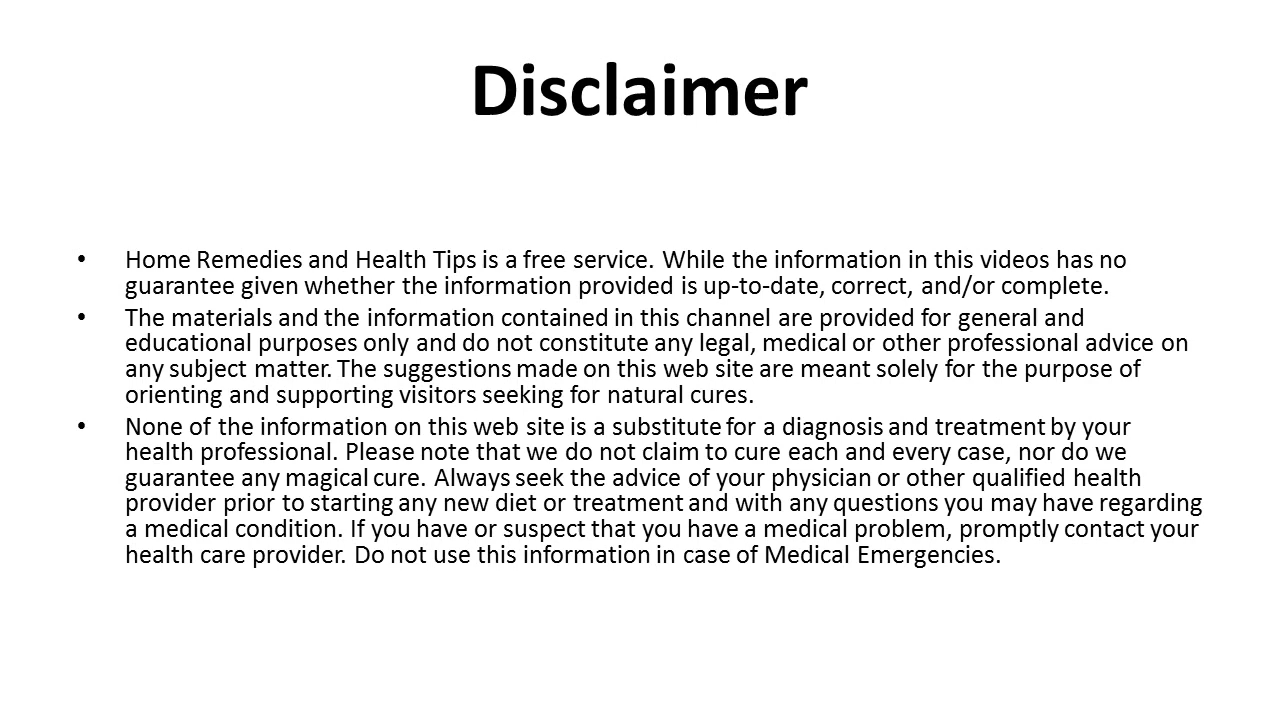 Disclaimer
• Home Remedies and Health Tips is a free service. While the information in this videos has no
guarantee given whether the information provided is up-to-date, correct, and/or complete.
• The materials and the information contained in this channel are provided for general and
educational purposes only and do not constitute any legal, medical or other professional advice on
any subject matter. The suggestions made on this web site are meant solely for the purpose of
orienting and supporting visitors seeking for natural cures.
• None of the information on this web site is a substitute for a diagnosis and treatment by your
health professional. Please note that we do not claim to cure each and every case, nor do we
guarantee any magical cure. Always seek the advice of your physician or other qualified health
provider prior to starting any new diet or treatment and with any questions you may have regarding
a medical condition. If you have or suspect that you have a medical problem, promptly contact your
health care provider. Do not use this information in case of Medical Emergencies.